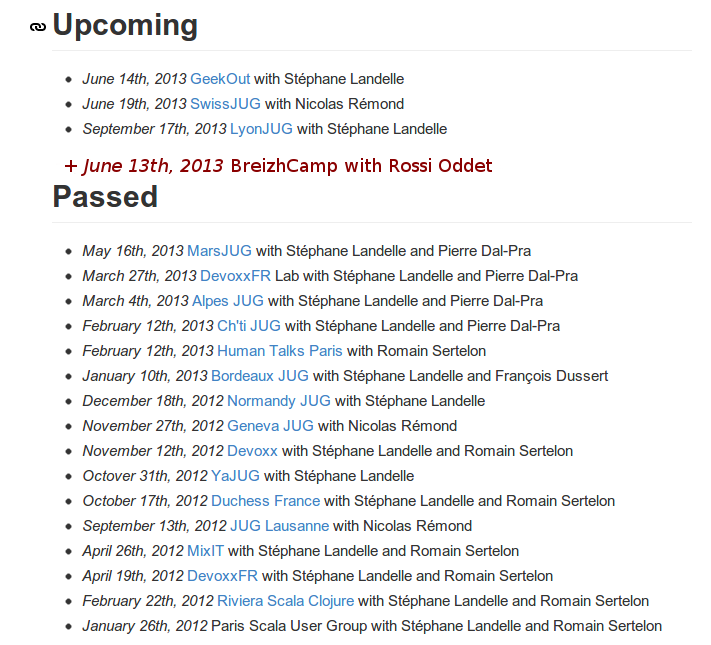 Upcoming
June 14th, 2013 GeekOut with Stéphane Landelle
June 19th, 2013 SwissJUG with Nicolas Rémond
September 17th, 2013 LyonJUG with Stéphane Landelle
+ June 13th, 2013 BreizhCamp with Rossi Oddet
Passed
May 16th, 2013 MarsJUG with Stéphane Landelle and Pierre Dal-Pra
March 27th, 2013 DevoxxFR Lab with Stéphane Landelle and Pierre Dal-Pra
March 4th, 2013 Alpes JUG with Stéphane Landelle and Pierre Dal-Pra
February 12th, 2013 Ch'ti JUG with Stéphane Landelle and Pierre Dal-Pra
February 12th, 2013 Human Talks Paris with Romain Sertelon
January 10th, 2013 Bordeaux JUG with Stéphane Landelle and François Dussert
December 18th, 2012 Normandy JUG with Stéphane Landelle
November 27th, 2012 Geneva JUG with Nicolas Rémond
November 12th, 2012 Devoxx with Stéphane Landelle and Romain Sertelon
Octover 31th, 2012 YaJUG with Stéphane Landelle
October 17th, 2012 Duchess France with Stéphane Landelle and Romain Sertelon
September 13th, 2012 JUG Lausanne with Nicolas Rémond
April 26th, 2012 MixIT with Stéphane Landelle and Romain Sertelon
April 19th, 2012 DevoxxFR with Stéphane Landelle and Romain Sertelon
February 22th, 2012 Riviera Scala Clojure with Stéphane Landelle and Romain Sertelon
January 26th, 2012 Paris Scala User Group with Stéphane Landelle and Romain Sertelon